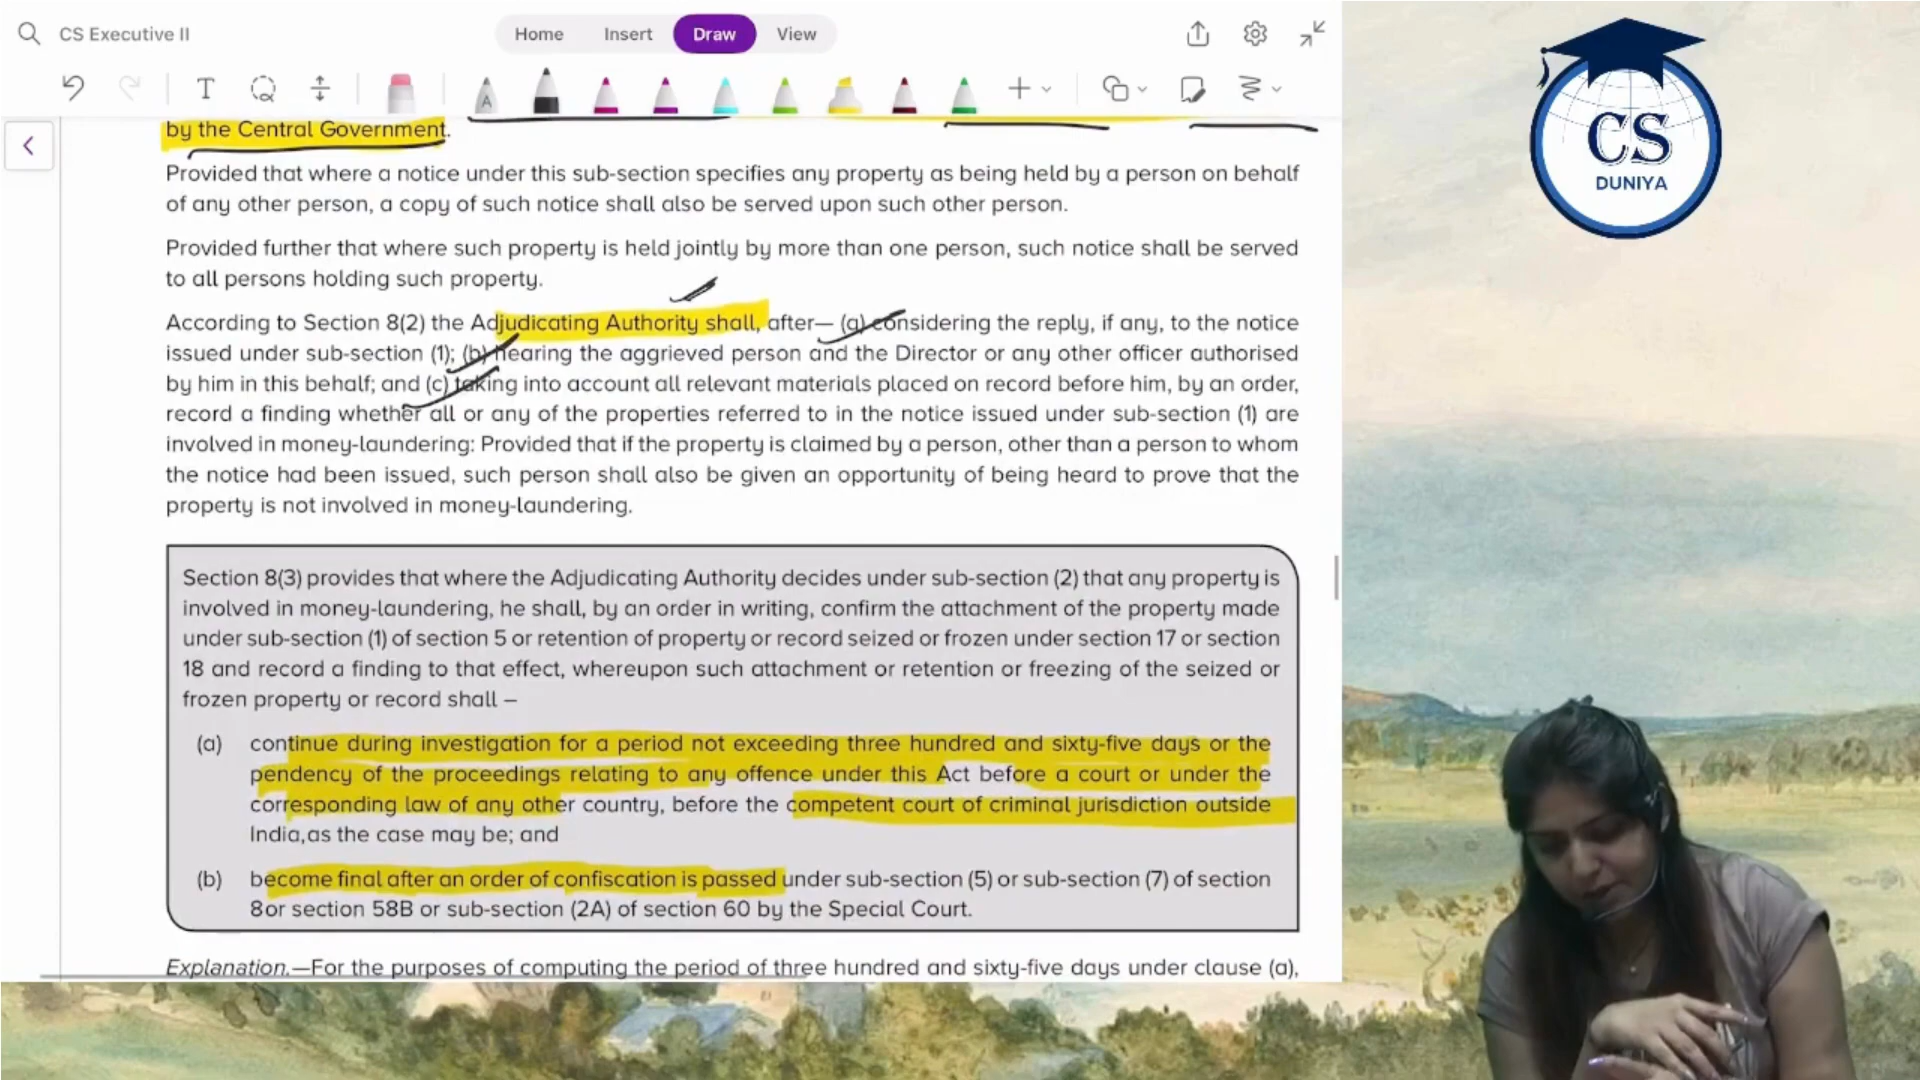 CS Executive II
Home Insert Draw View
A
by the Central Government.
Provided that where a notice under this sub-section specifies any property as being held by a person on behalf
of any other person, a copy of such notice shall also be served upon such other person.
Provided further that where such property is held jointly by more than one person, such notice shall be served
to all persons holding such property.
According to Section 8(2) the Adjudicating Authority shall, after— (a) considering the reply, if any, to the notice
issued under sub-section (1); (b) hearing the aggrieved person and the Director or any other officer authorised
by him in this behalf; and (c) taking into account all relevant materials placed on record before him, by an order,
record a finding whether all or any of the properties referred to in the notice issued under sub-section (1) are
involved in money-laundering: Provided that if the property is claimed by a person, other than a person to whom
the notice had been issued, such person shall also be given an opportunity of being heard to prove that the
property is not involved in money-laundering.
Section 8(3) provides that where the Adjudicating Authority decides under sub-section (2) that any property is
involved in money-laundering, he shall, by an order in writing, confirm the attachment of the property made
under sub-section (1) of section 5 or retention of property or record seized or frozen under section 17 or section
18 and record a finding to that effect, whereupon such attachment or retention or freezing of the seized or
frozen property or record shall –
(a) continue during investigation for a period not exceeding three hundred and sixty-five days or the
pendency of the proceedings relating to any offence under this Act before a court or under the
corresponding law of any other country, before the competent court of criminal jurisdiction outside
India,as the case may be; and
(b) become final after an order of confiscation is passed under sub-section (5) or sub-section (7) of section
8or section 58B or sub-section (2A) of section 60 by the Special Court.
Explanation.—For the purposes of computing the period of three hundred and sixty-five days under clause (a),
CS
DUNIYA